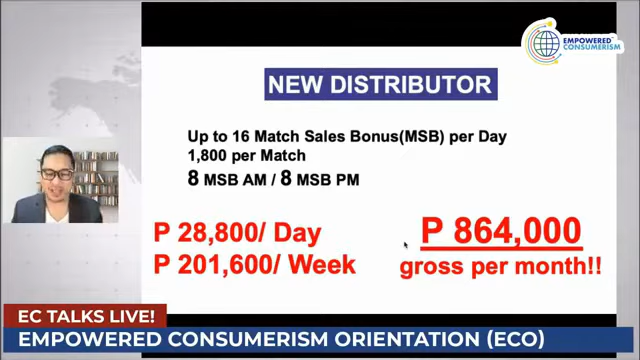 EMPOWERED
CONSUMERISM
NEW DISTRIBUTOR
Up to 16 Match Sales Bonus(MSB) per Day
1,800 per Match
8 MSB AM / 8 MSB PM
P 28,800/ Day
P 201,600/ Week
P 864,000
gross per month!!
EC TALKS LIVE!
EMPOWERED CONSUMERISM ORIENTATION (ECO)